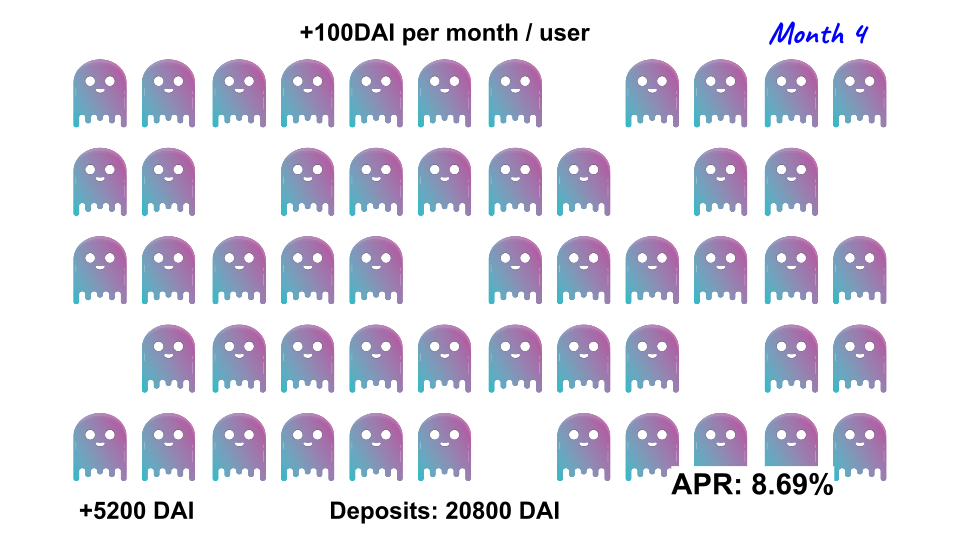 +100DAI per month / user
Month 4
APR: 8.69%
+5200 DAI
Deposits: 20800 DAI